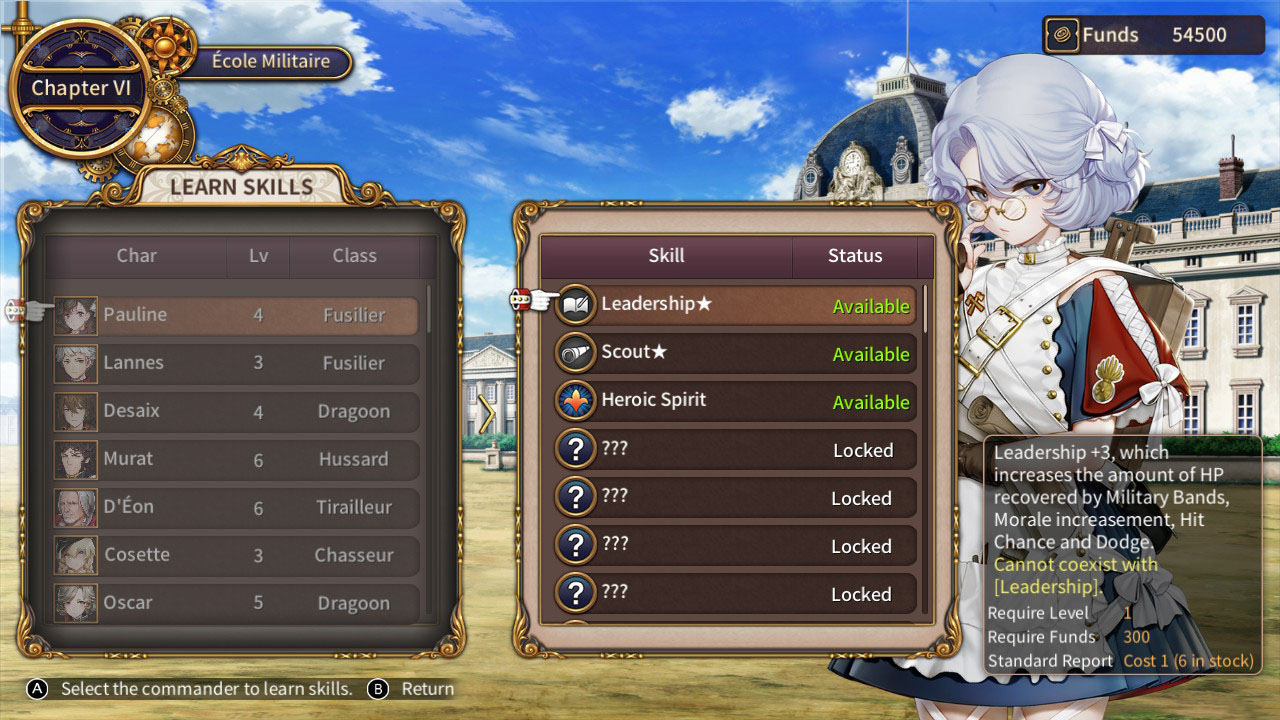 Chapter VI
École Militaire
Funds 54500
LEARN SKILLS
Char Lv Class
Pauline 4 Fusilier
Lannes 3 Fusilier
Desaix 4 Dragoon
Murat 6 Hussard
D'Éon 6 Tirailleur
Cosette 3 Chasseur
Oscar 5 Dragoon
Skill Status
Leadership★ Available
Scout★ Available
Heroic Spirit Available
? ??? Locked
? ??? Locked
? ??? Locked
? ??? Locked
Leadership +3, which
increases the amount of HP
recovered by Military Bands,
Morale increasement, Hit
Chance and Dodge.
Cannot coexist with
[Leadership].
Require Level 1
Require Funds 300
Standard Report Cost 1 (6 in stock)
A Select the commander to learn skills. B Return